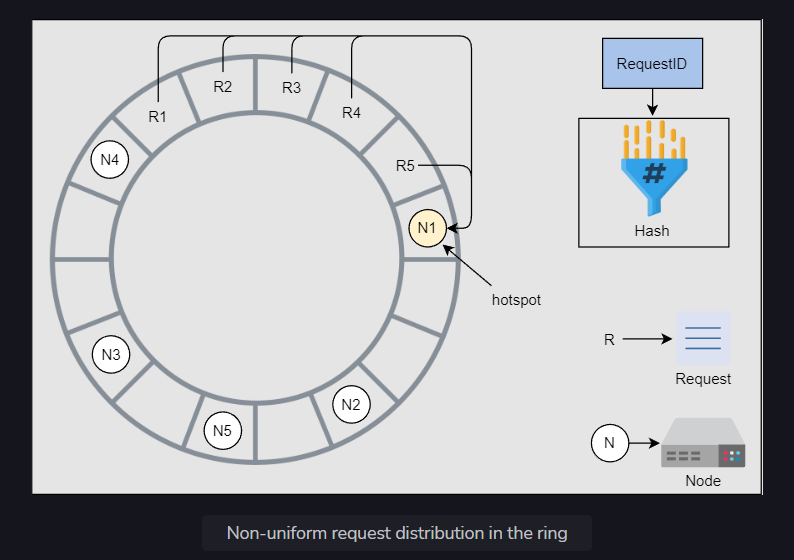 R1
R2
R3
R4
R5
N4
N1
hotspot
N3
N5
N2
RequestID
#
Hash
R
Request
N
Node
Non-uniform request distribution in the ring